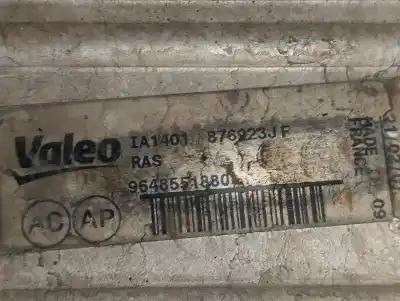 Valeo
IA1401 876923J F
RAS
9648551880
AC AP
MADE IN
FRANCE
09